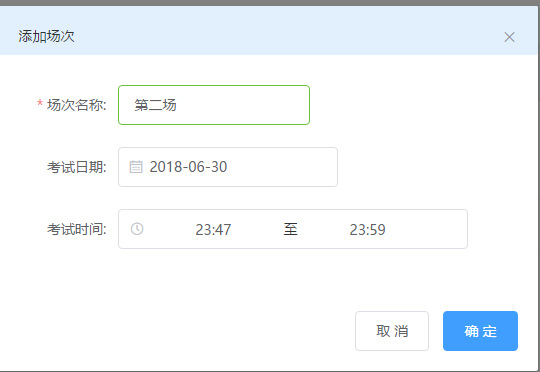 添加场次
* 场次名称: 第二场
考试日期: 2018-06-30
考试时间: 23:47 至 23:59
取 消 确 定